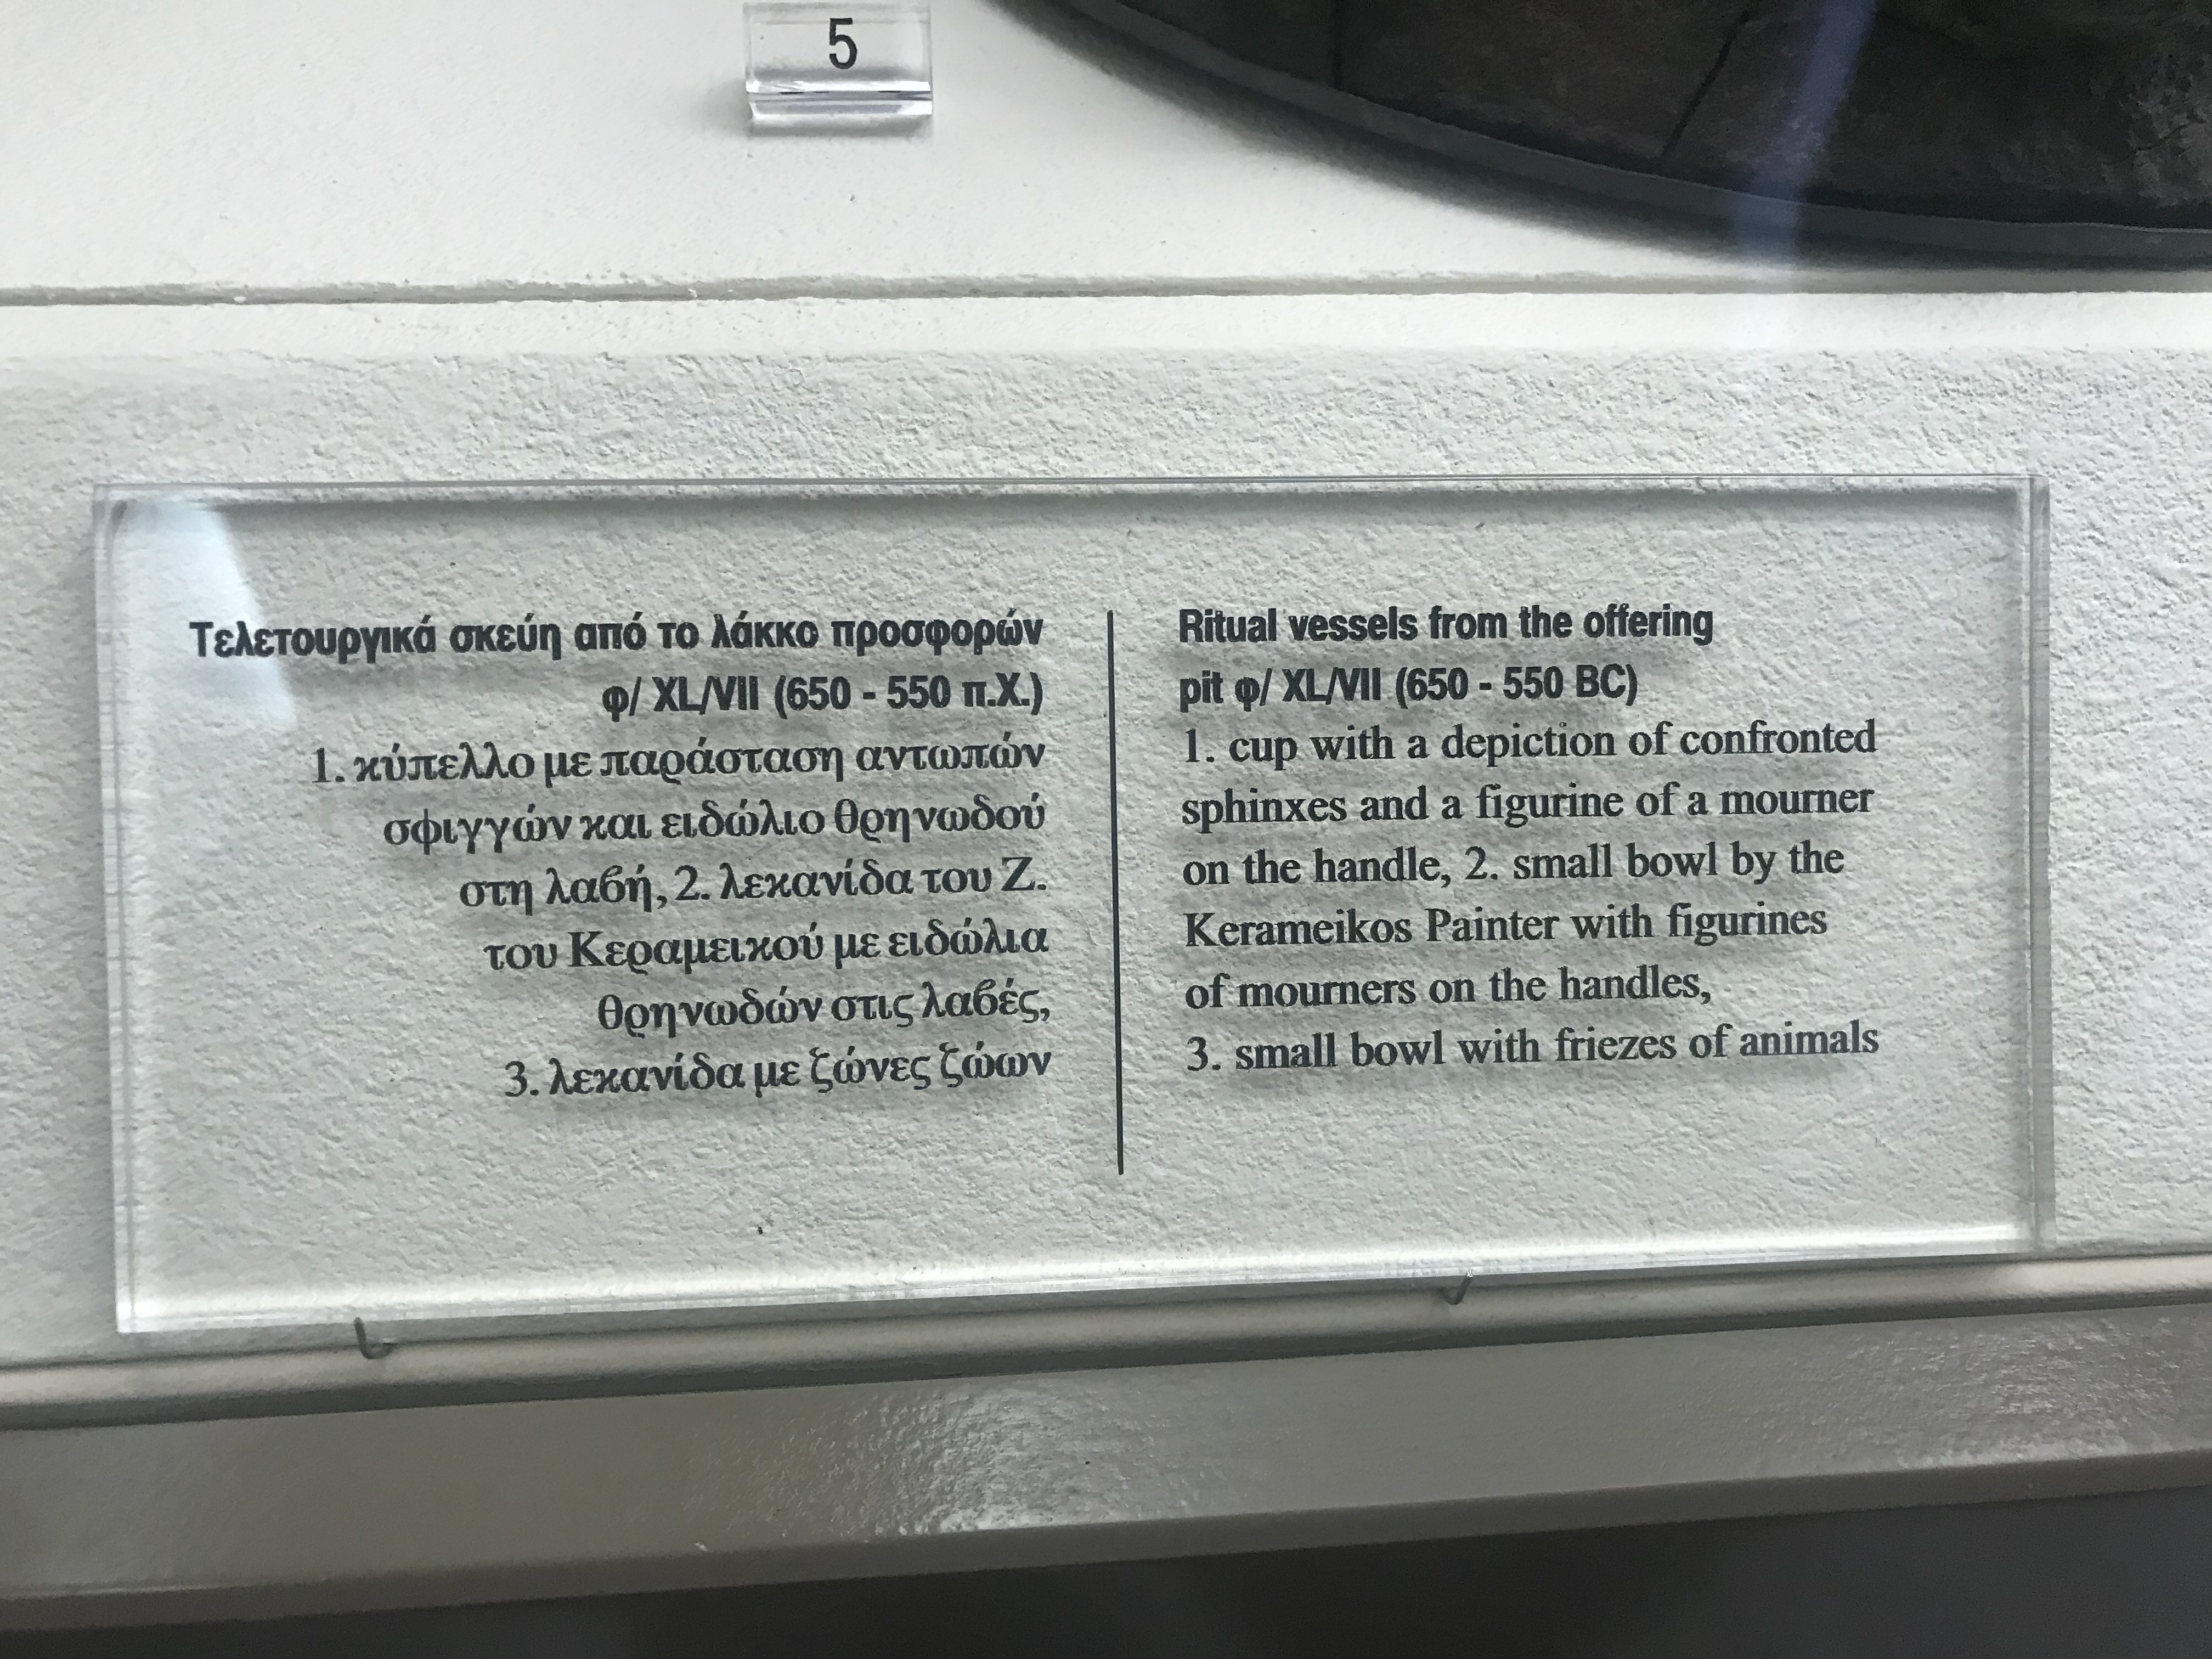 5
Τελετουργικά σκεύη από το λάκκο προσφορών
φ/ XL/VII (650 - 550 π.Χ.)
1. κύπελλο με παράσταση αντωπών
σφιγγών και ειδώλιο θρηνωδού
στη λαβή, 2. λεκανίδα του Ζ.
του Κεραμεικού με ειδώλια
θρηνωδών στις λαβές,
3. λεκανίδα με ζώνες ζώων
Ritual vessels from the offering
pit φ/ XL/VII (650 - 550 BC)
1. cup with a depiction of confronted
sphinxes and a figurine of a mourner
on the handle, 2. small bowl by the
Kerameikos Painter with figurines
of mourners on the handles,
3. small bowl with friezes of animals